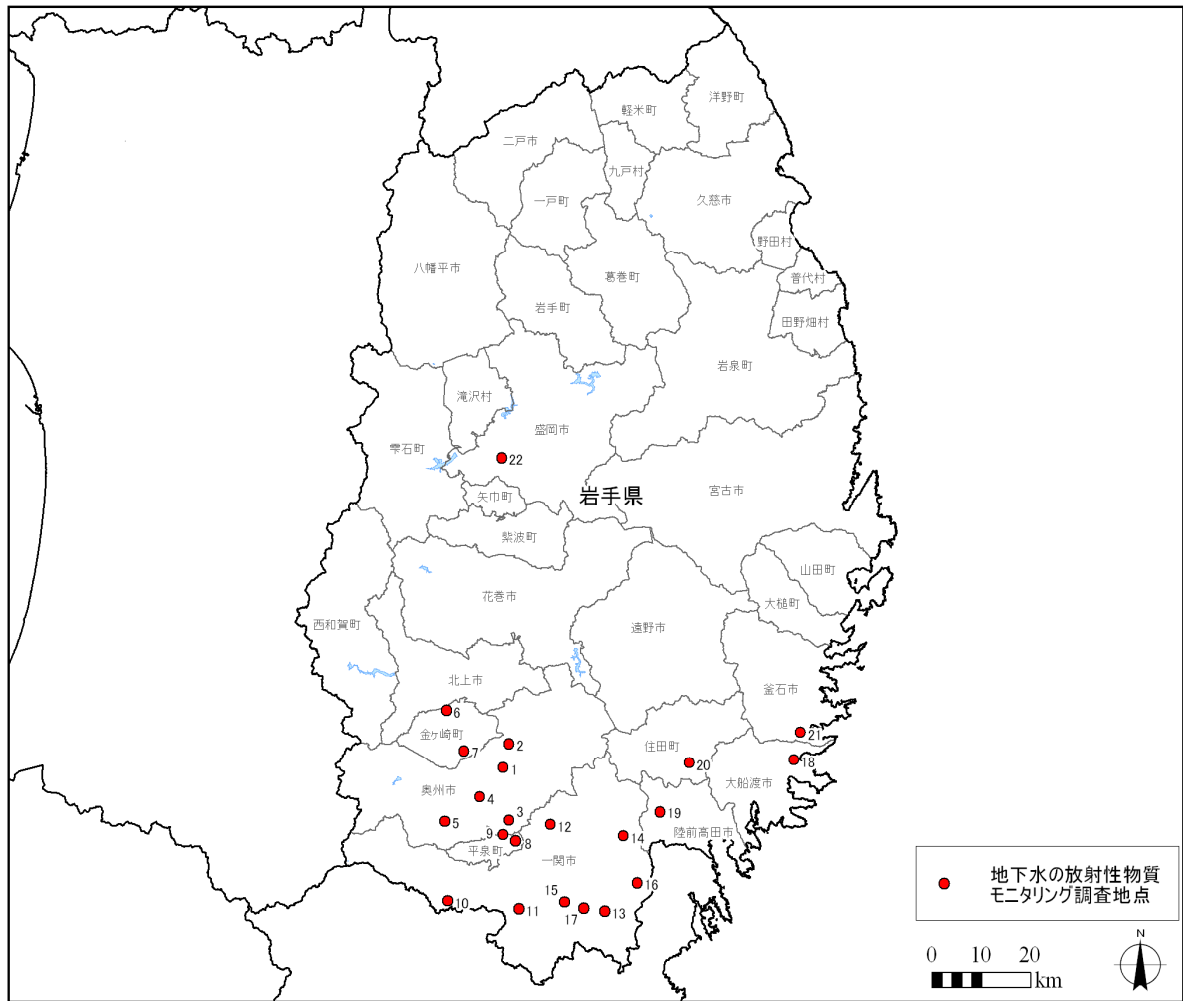 洋野町
軽米町
二戸市
九戸村
一戸町
久慈市
野田村
八幡平市
葛巻町
普代村
岩手町
田野畑村
岩泉町
滝沢村
盛岡市
雫石町
22
矢巾町
岩手県
宮古市
紫波町
山田町
花巻市
大槌町
西和賀町
遠野市
北上市
釜石市
6
金ヶ崎町
2
21
7
住田町
1
20
18
大船渡市
奥州市
4
3
19
5
12
9
14
陸前高田市
8
平泉町
一関市
16
10
15
11
17
13
地下水の放射性物質
モニタリング調査地点
N
0 10 20
km